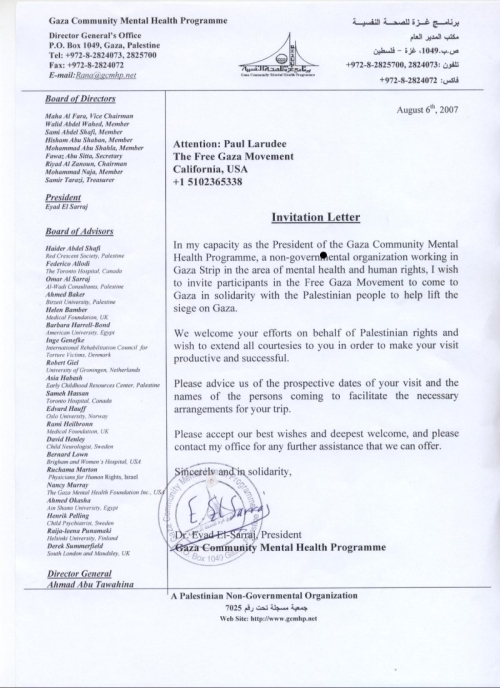 Gaza Community Mental Health Programme
Director General's Office
P.O. Box 1049, Gaza, Palestine
Tel: +972-8-2824073, 2825700
Fax: +972-8-2824072
E-mail:Rana@gcmhp.net
برنامج غزة للصحة النفسية
مكتب المدير العام
ص.ب.1049، غزة - فلسطين
تلفون: 2824073, 2825700-8-972+
فاكس: 2824072-8-972+
برنامج غزة للصحة النفسية
Gaza Community Mental Health Programme
Board of Directors
Maha Al Fara, Vice Chairman
Walid Abdel Wahed, Member
Sami Abdel Shafi, Member
Hisham Abu Shaban, Member
Mohammad Abu Shahla, Member
Fawaz Abu Sitta, Secretary
Riyad Al Zanoun, Chairman
Mohammad Naja, Member
Samir Tarazi, Treasurer
President
Eyad El Sarraj
Board of Advisors
Haider Abdel Shafi
Red Crescent Society, Palestine
Federico Allodi
The Toronto Hospital, Canada
Omar Al Sarraj
Al-Wadi Consultants, Palestine
Ahmed Baker
Birzeit University, Palestine
Helen Bamber
Medical Foundation, UK
Barbara Harrell-Bond
American University, Egypt
Inge Genefke
International Rehabilitation Council for
Torture Victims, Denmark
Robert Giel
University of Groningen, Netherlands
Asia Habash
Early Childhood Resources Center, Palestine
Sameh Hassan
Toronto Hospital, Canada
Edvard Hauff
Oslo University, Norway
Rami Heilbronn
Medical Foundation, UK
David Henley
Child Neurologist, Sweden
Bernard Lown
Brigham and Women's Hospital, USA
Ruchama Marton
Physicians for Human Rights, Israel
Nancy Murray
The Gaza Mental Health Foundation Inc., USA
Ahmed Okasha
Ain Shams University, Egypt
Henrik Pelling
Child Psychiatrist, Sweden
Raija-leena Punamaki
Helsinki University, Finland
Derek Summerfield
South London and Maudsley, UK
Director General
Ahmad Abu Tawahina
August 6th, 2007
Attention: Paul Larudee
The Free Gaza Movement
California, USA
+1 5102365338
Invitation Letter
In my capacity as the President of the Gaza Community Mental
Health Programme, a non-governmental organization working in
Gaza Strip in the area of mental health and human rights, I wish
to invite participants in the Free Gaza Movement to come to
Gaza in solidarity with the Palestinian people to help lift the
siege on Gaza.
We welcome your efforts on behalf of Palestinian rights and
wish to extend all courtesies to you in order to make your visit
productive and successful.
Please advice us of the prospective dates of your visit and the
names of the persons coming to facilitate the necessary
arrangements for your trip.
Please accept our best wishes and deepest welcome, and please
contact my office for any further assistance that we can offer.
Sincerely and in solidarity,
Dr. Eyad El-Sarraj, President
Gaza Community Mental Health Programme
A Palestinian Non-Governmental Organization
جمعية مسجلة تحت رقم 7025
Web Site: http://www.gcmhp.net